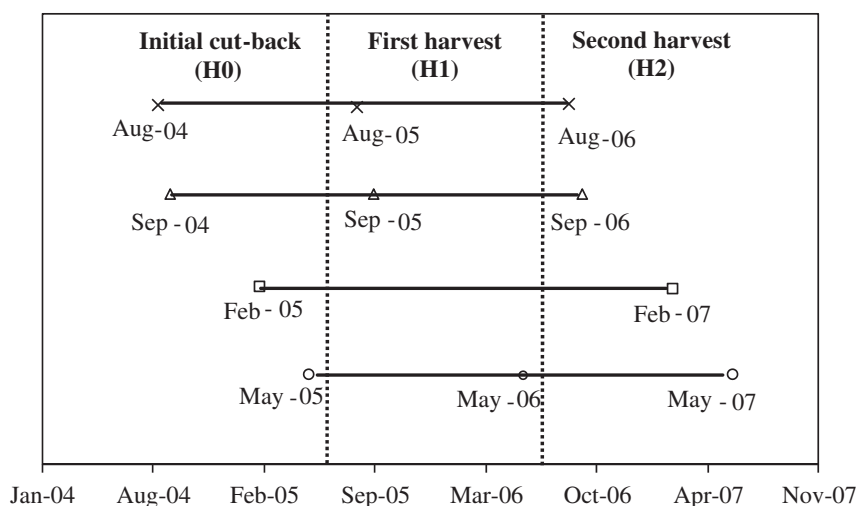 Initial cut-back First harvest Second harvest
(H0) (H1) (H2)
Aug-04 Aug-05 Aug-06
Sep-04 Sep-05 Sep-06
Feb-05 Feb-07
May-05 May-06 May-07
Jan-04 Aug-04 Feb-05 Sep-05 Mar-06 Oct-06 Apr-07 Nov-07